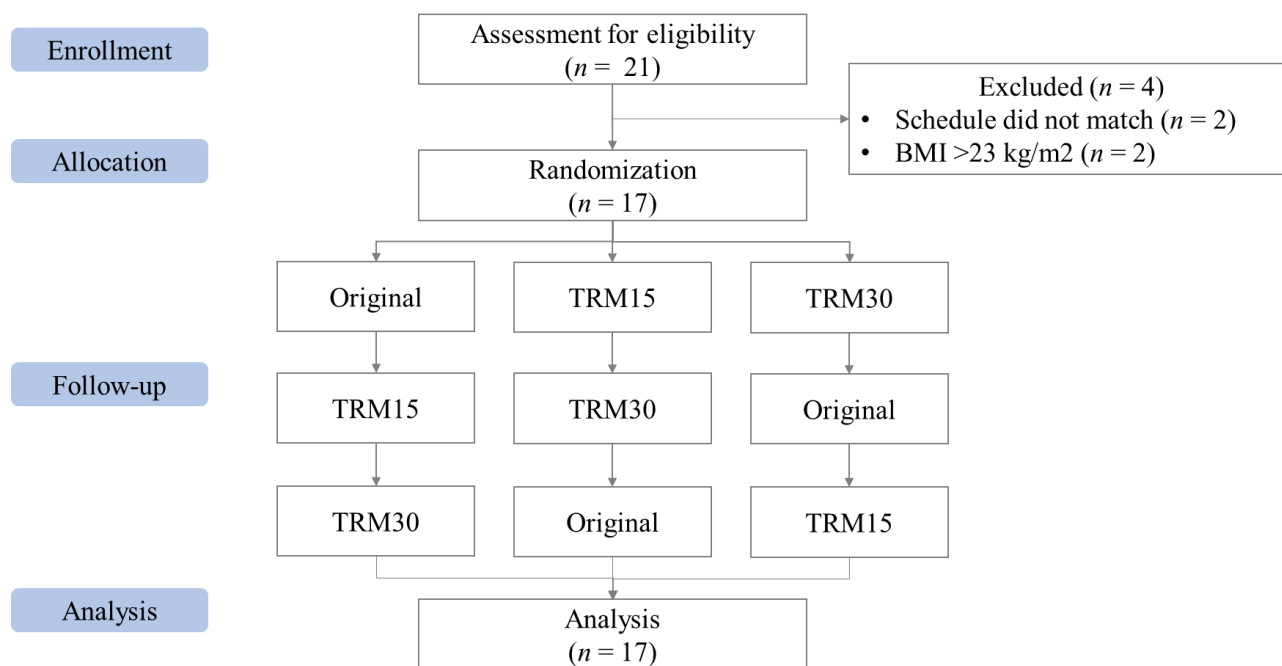 Enrollment
Assessment for eligibility
(n = 21)
Excluded (n = 4)
• Schedule did not match (n = 2)
• BMI >23 kg/m2 (n = 2)
Allocation
Randomization
(n = 17)
Original
TRM15
TRM30
Follow-up
TRM15
TRM30
Original
TRM30
Original
TRM15
Analysis
Analysis
(n = 17)